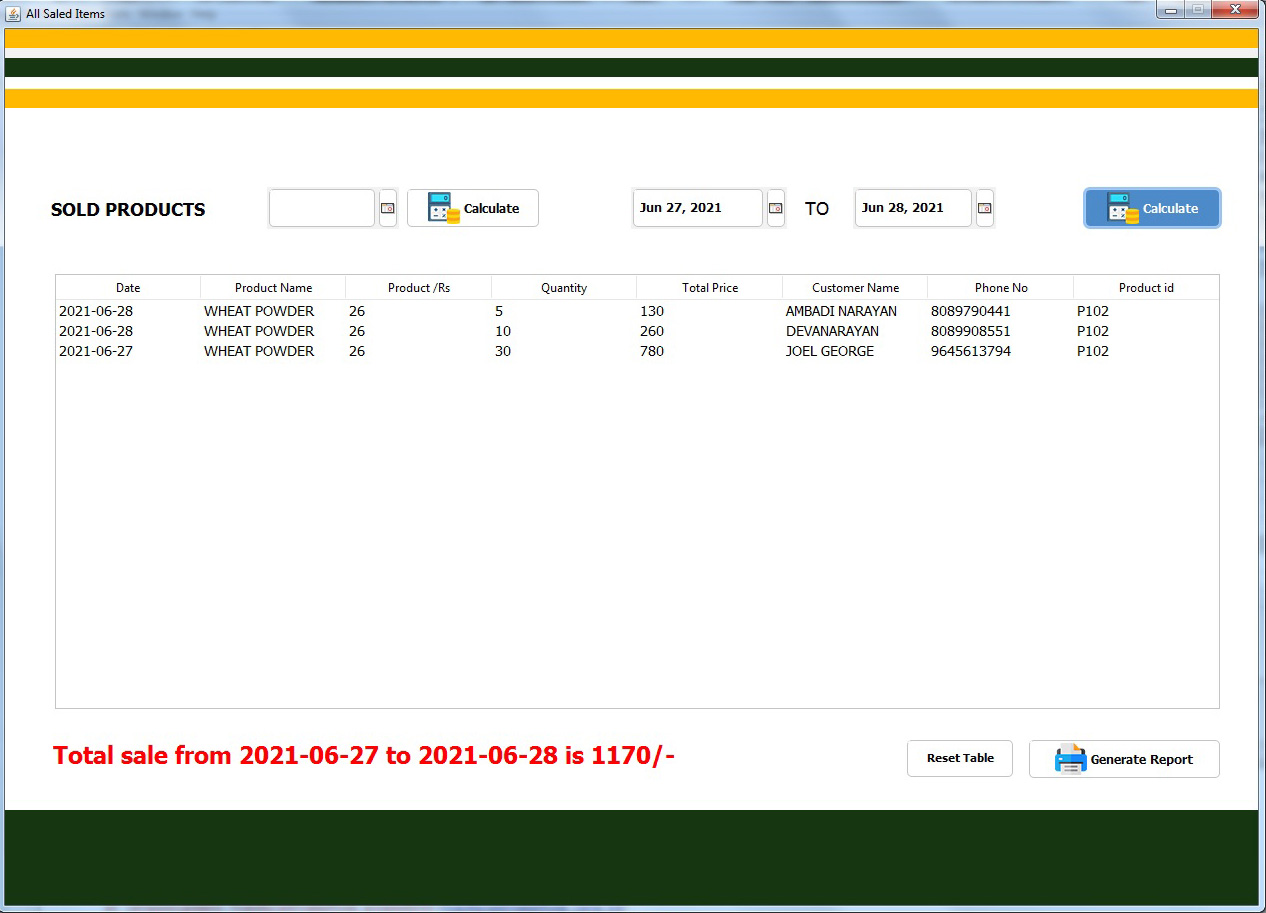 All Saled Items
SOLD PRODUCTS Calculate Jun 27, 2021 TO Jun 28, 2021 Calculate
Date Product Name Product /Rs Quantity Total Price Customer Name Phone No Product id
2021-06-28 WHEAT POWDER 26 5 130 AMBADI NARAYAN 8089790441 P102
2021-06-28 WHEAT POWDER 26 10 260 DEVANARAYAN 8089908551 P102
2021-06-27 WHEAT POWDER 26 30 780 JOEL GEORGE 9645613794 P102
Total sale from 2021-06-27 to 2021-06-28 is 1170/- Reset Table Generate Report